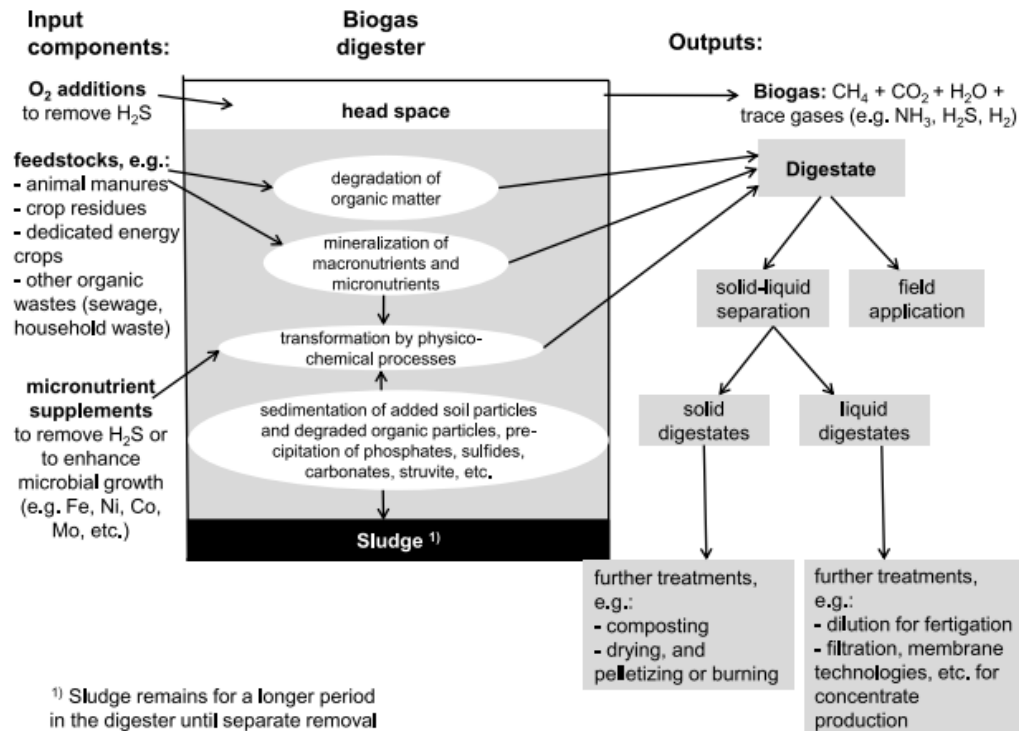 Input
components:
Biogas
digester
Outputs:
O₂ additions
to remove H₂S
feedstocks, e.g.:
- animal manures
- crop residues
- dedicated energy
crops
- other organic
wastes (sewage,
household waste)
micronutrient
supplements
to remove H₂S or
to enhance
microbial growth
(e.g. Fe, Ni, Co,
Mo, etc.)
head space
degradation of
organic matter
mineralization of
macronutrients and
micronutrients
transformation by physico-
chemical processes
sedimentation of added soil particles
and degraded organic particles, pre-
cipitation of phosphates, sulfides,
carbonates, struvite, etc.
Sludge ¹⁾
Biogas: CH₄ + CO₂ + H₂O +
trace gases (e.g. NH₃, H₂S, H₂)
Digestate
solid-liquid
separation
field
application
solid
digestates
liquid
digestates
further treatments,
e.g.:
- composting
- drying, and
pelletizing or burning
further treatments,
e.g.:
- dilution for fertigation
- filtration, membrane
technologies, etc. for
concentrate
production
¹⁾ Sludge remains for a longer period
in the digester until separate removal